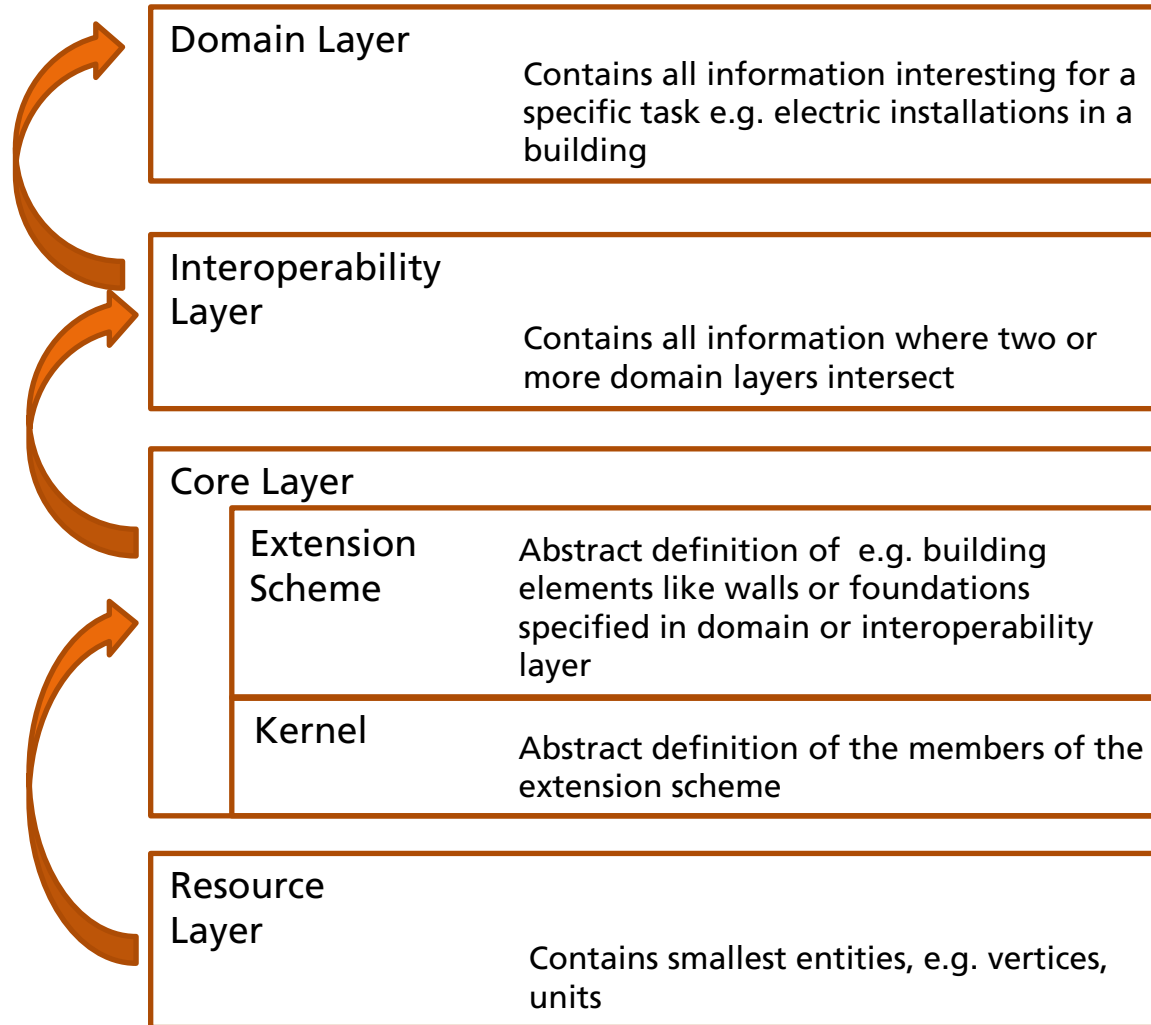 Domain Layer
Contains all information interesting for a
specific task e.g. electric installations in a
building
Interoperability
Layer
Contains all information where two or
more domain layers intersect
Core Layer
Extension
Scheme
Abstract definition of  e.g. building
elements like walls or foundations
specified in domain or interoperability
layer
Kernel
Abstract definition of the members of the
extension scheme
Resource
Layer
Contains smallest entities, e.g. vertices,
units